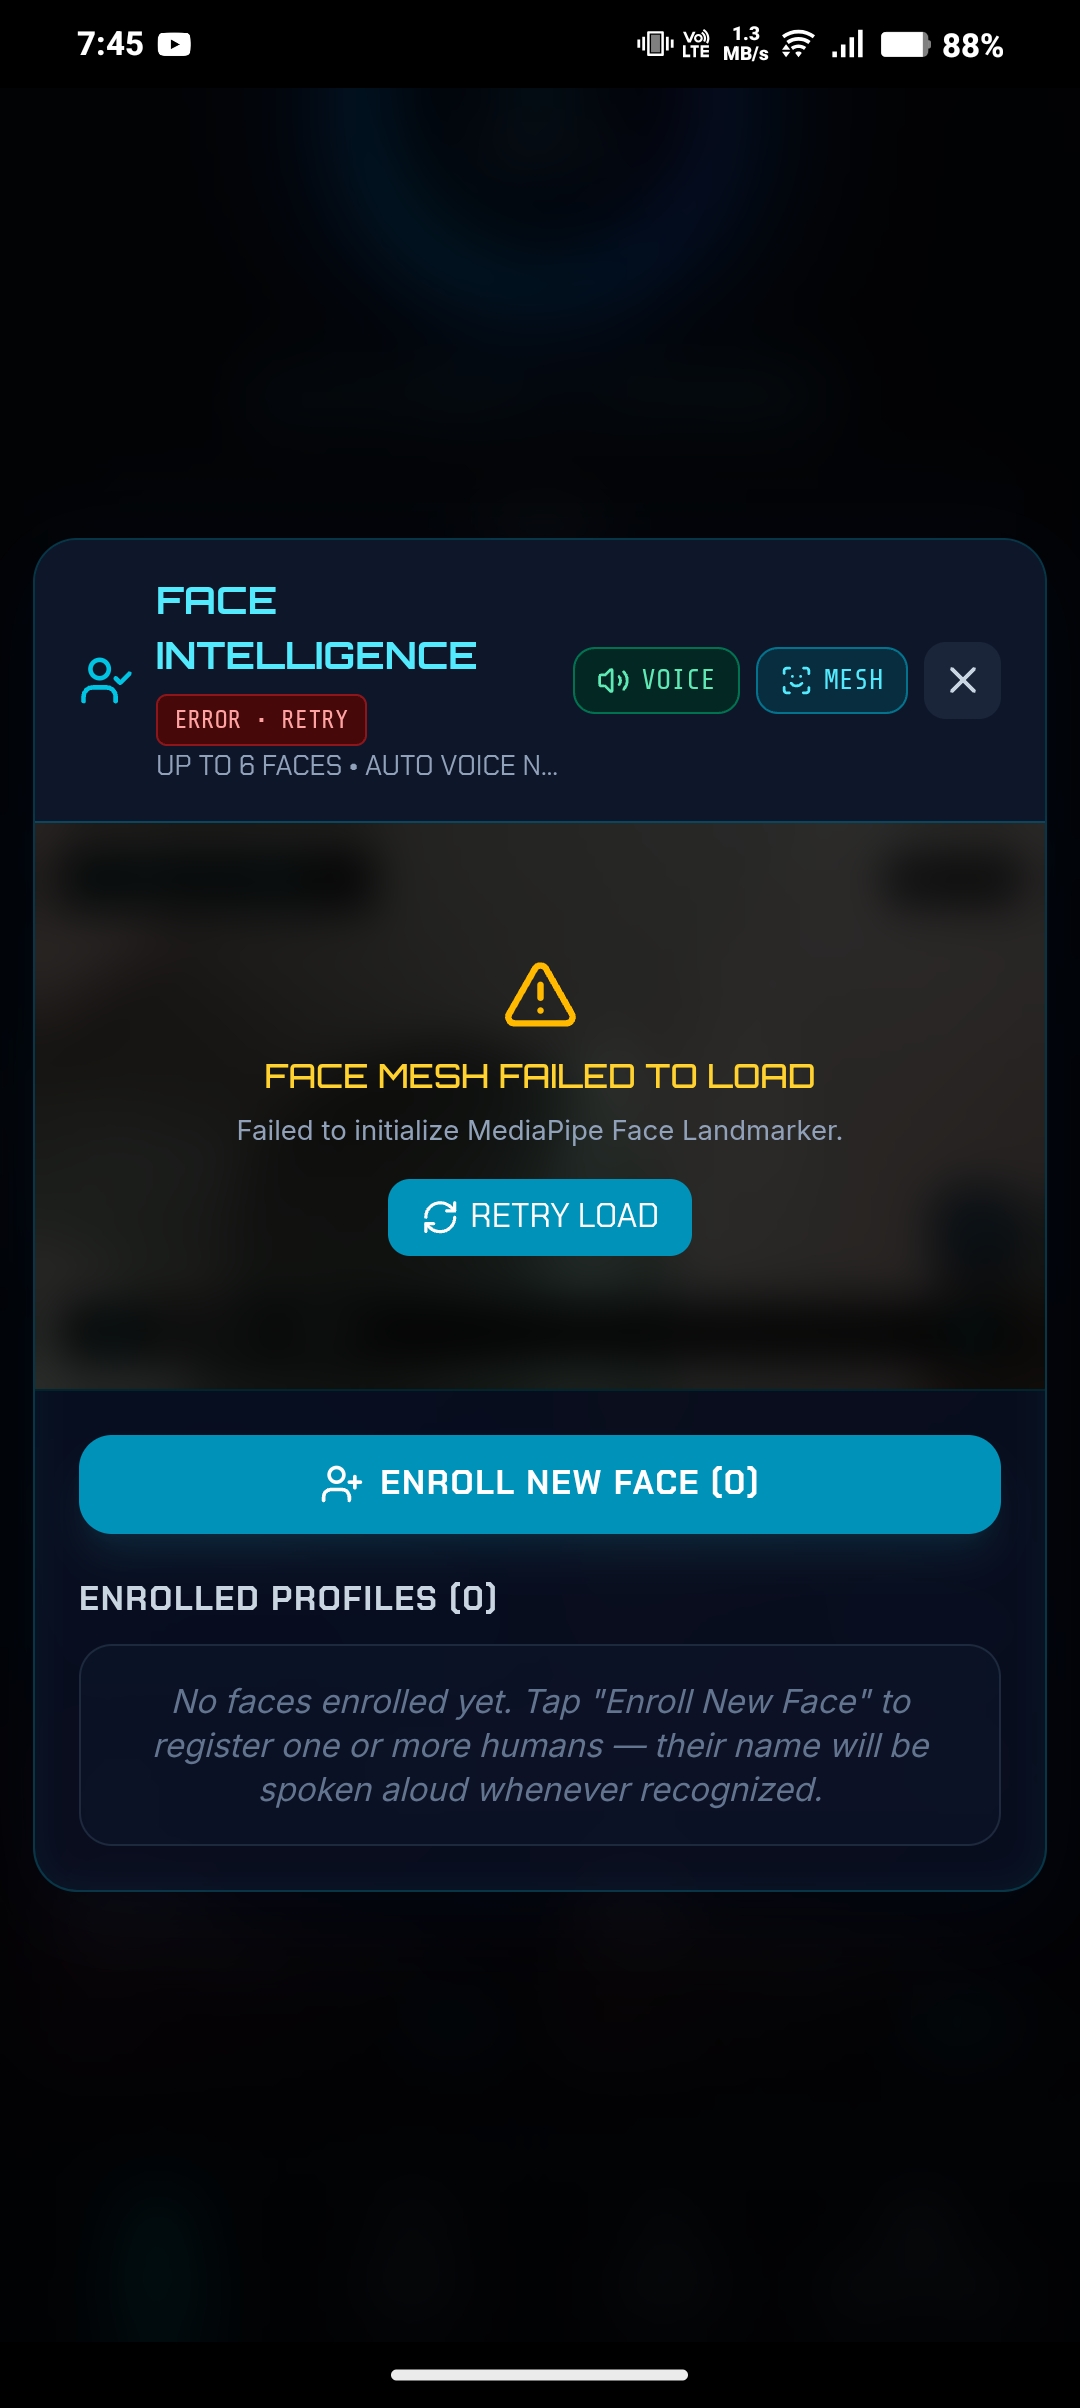 7:45
Vo)) LTE
1.3 MB/s
88%
FACE
INTELLIGENCE
ERROR · RETRY
UP TO 6 FACES • AUTO VOICE N...
VOICE
MESH
FACE MESH FAILED TO LOAD
Failed to initialize MediaPipe Face Landmarker.
RETRY LOAD
ENROLL NEW FACE (0)
ENROLLED PROFILES (0)
No faces enrolled yet. Tap "Enroll New Face" to
register one or more humans — their name will be
spoken aloud whenever recognized.